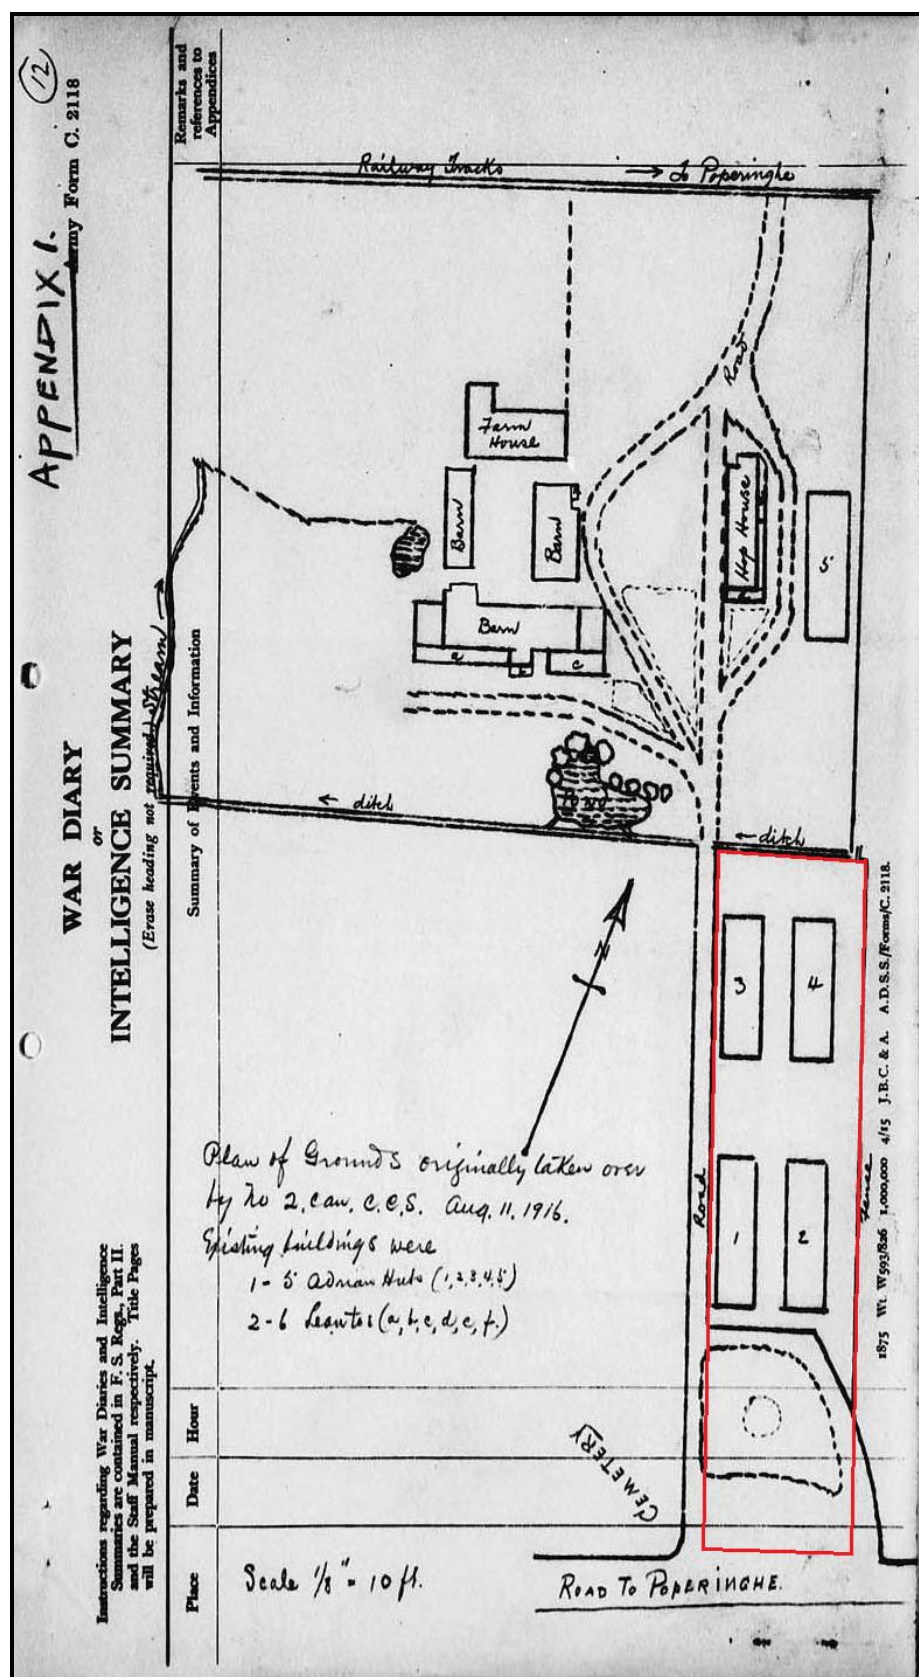 12
APPENDIX 1.
Army Form C. 2118
WAR DIARY
or
INTELLIGENCE SUMMARY
(Erase heading not required.)
Instructions regarding War Diaries and Intelligence
Summaries are contained in F. S. Regs., Part II.
and the Staff Manual respectively. Title Pages
will be prepared in manuscript.
Place
Date
Hour
Summary of Events and Information
Remarks and
references to
Appendices
Railway Tracks → to Poperinghe
Road
Farm
House
Barn
Barn
Hop House
5
Barn
a
c
Stream
ditch
ditch
N
3
4
1
2
Road
Fence
Plan of Grounds originally taken over
by No 2, Can. C.C.S. Aug. 11, 1916.
Existing buildings were
1 - 5 Adrian Huts (1,2,3,4,5)
2 - 6 Leantos (a, b, c, d, e, f.)
CEMETERY
Scale 1/8" = 10 ft.
ROAD TO POPERINGHE.
1875 Wt. W593/826 1,000,000 4/15 J.B.C. & A. A.D.S.S./Forms/C. 2118.